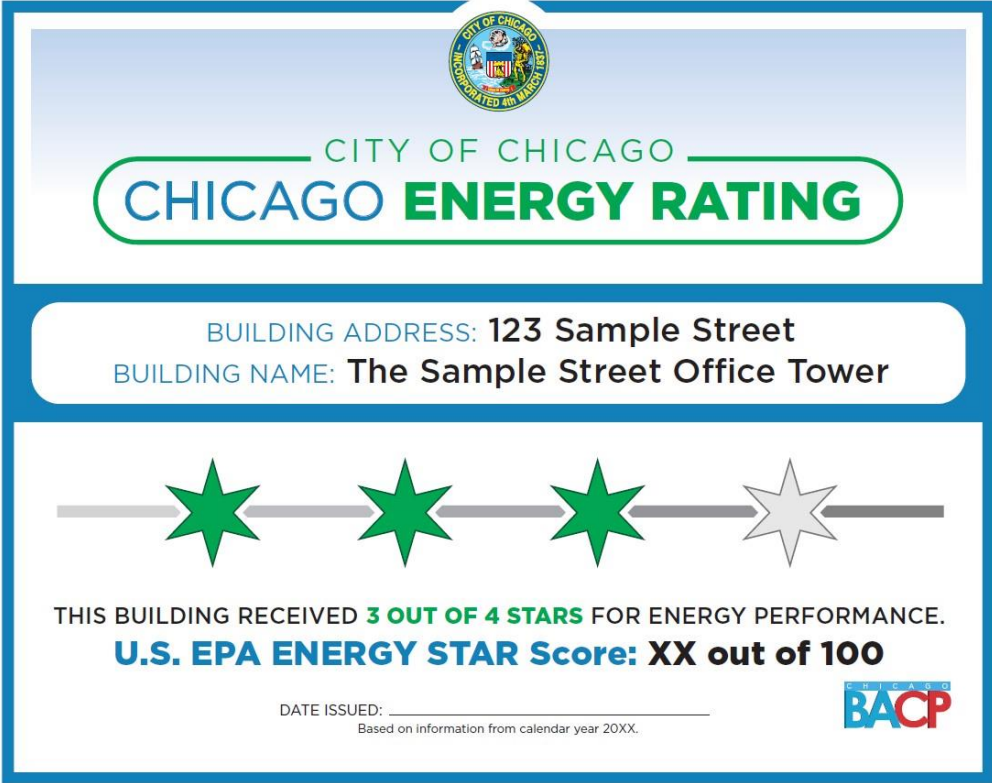 CITY OF CHICAGO
INCORPORATED 4th MARCH 1837
CITY OF CHICAGO
CHICAGO ENERGY RATING
BUILDING ADDRESS: 123 Sample Street
BUILDING NAME: The Sample Street Office Tower
THIS BUILDING RECEIVED 3 OUT OF 4 STARS FOR ENERGY PERFORMANCE.
U.S. EPA ENERGY STAR Score: XX out of 100
CHICAGO
BACP
DATE ISSUED:
Based on information from calendar year 20XX.